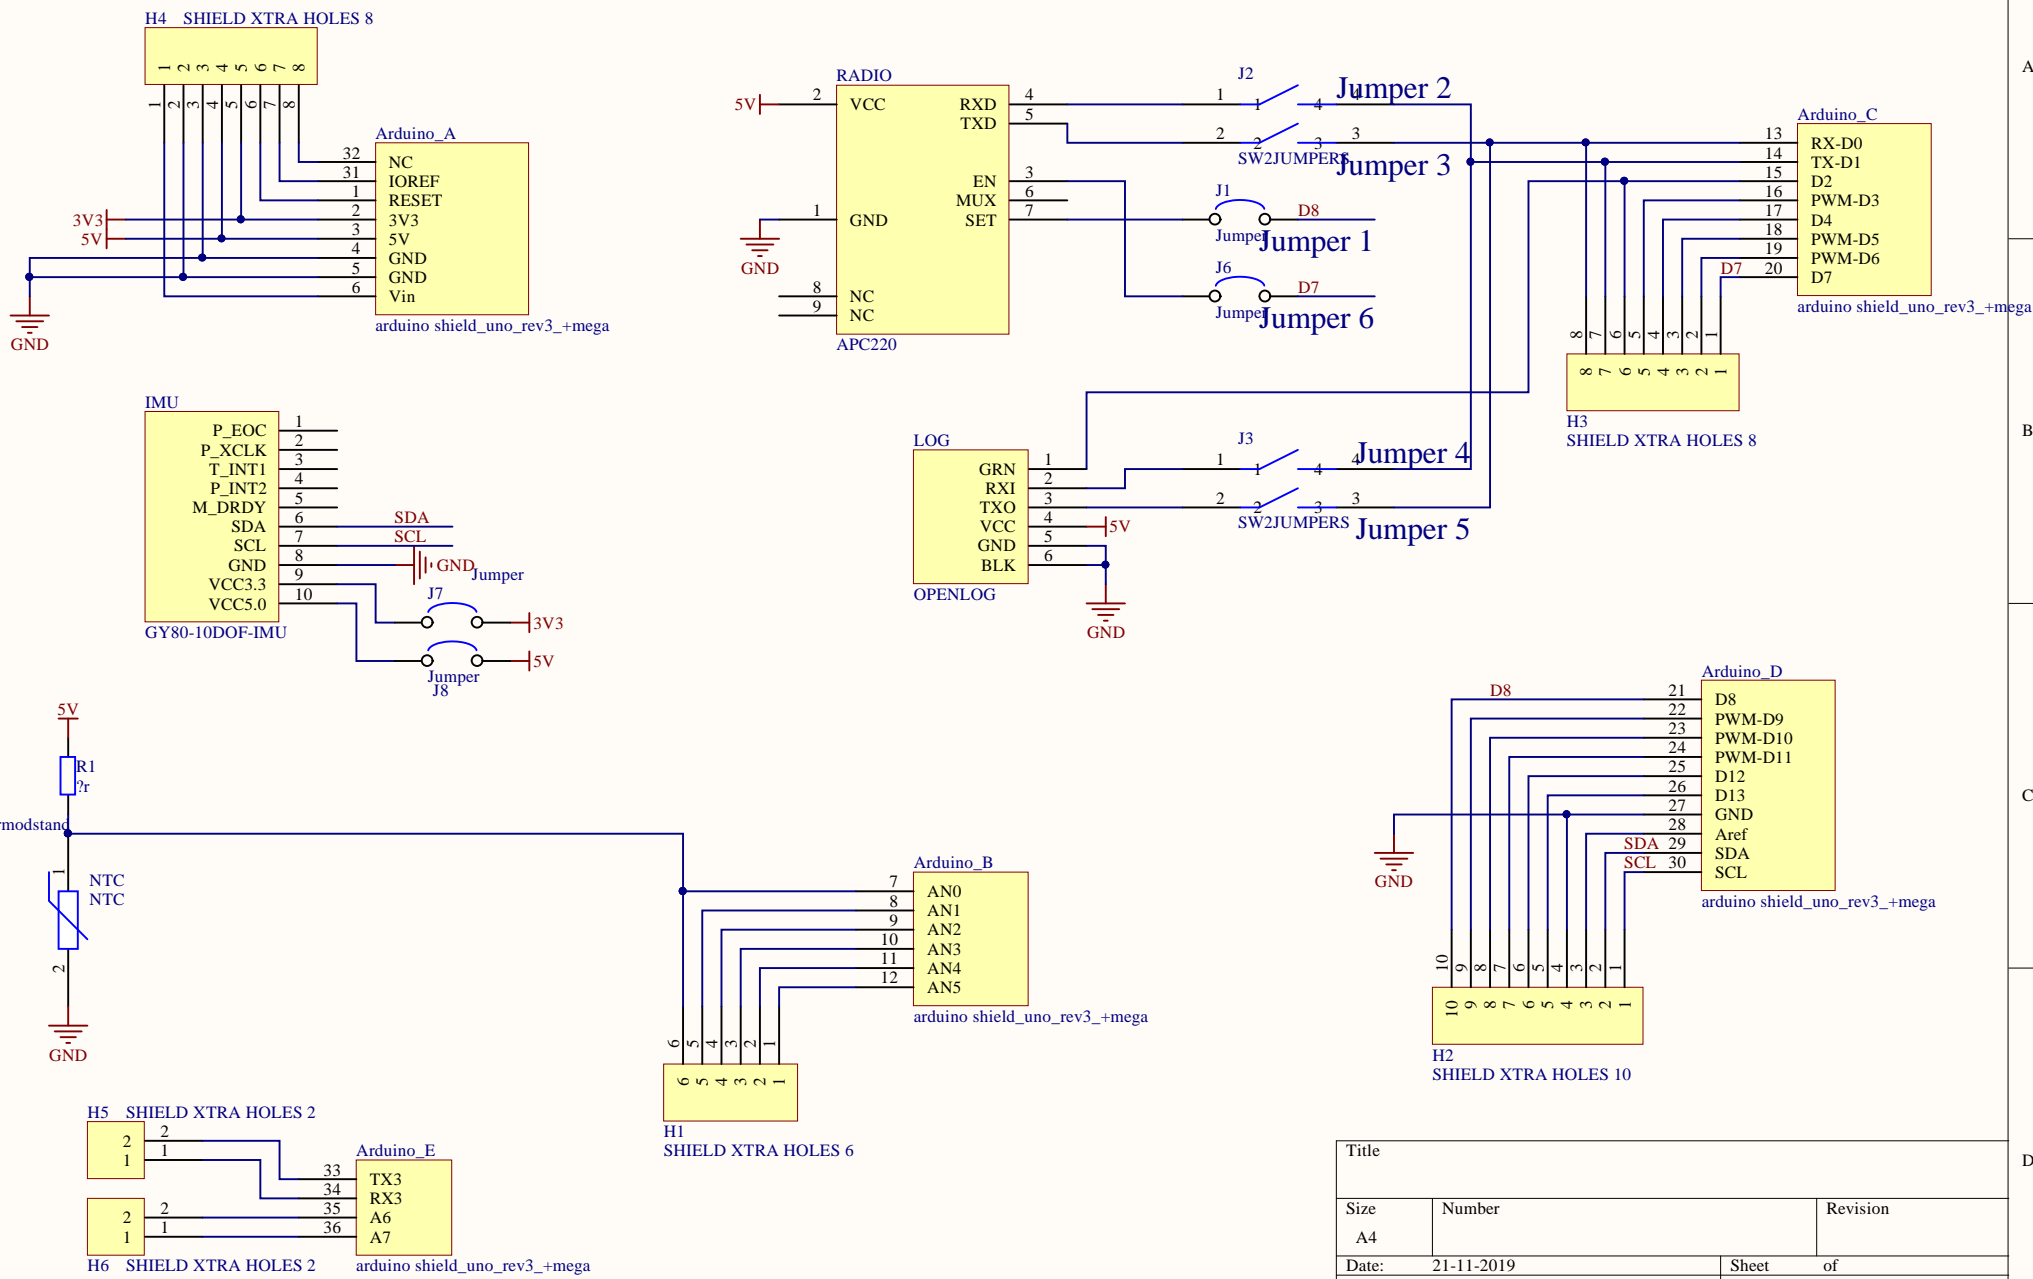 H4 SHIELD XTRA HOLES 8
1 2 3 4 5 6 7 8
1 2 3 4 5 6 7 8
Arduino_A
32 NC
31 IOREF
1 RESET
3V3 2 3V3
5V 3 5V
4 GND
5 GND
6 Vin
GND
arduino shield_uno_rev3_+mega
RADIO
5V 2 VCC
RXD 4
TXD 5
EN 3
MUX 6
1 GND
SET 7
GND
8 NC
9 NC
APC220
J2
1 1 4 4
Jumper 2
2 2 3 3
SW2JUMPERS
Jumper 3
J1
D8
Jumper
Jumper 1
J6
D7
Jumper
Jumper 6
Arduino_C
13 RX-D0
14 TX-D1
15 D2
16 PWM-D3
17 D4
18 PWM-D5
19 PWM-D6
D7 20 D7
arduino shield_uno_rev3_+mega
8 7 6 5 4 3 2 1
8 7 6 5 4 3 2 1
H3
SHIELD XTRA HOLES 8
IMU
P_EOC 1
P_XCLK 2
T_INT1 3
P_INT2 4
M_DRDY 5
SDA 6 SDA
SCL 7 SCL
GND 8 GND
VCC3.3 9
VCC5.0 10
GY80-10DOF-IMU
Jumper
J7
3V3
5V
Jumper
J8
LOG
GRN 1
RXI 2
TXO 3
VCC 4 5V
GND 5
BLK 6
OPENLOG
GND
J3
1 1 4 4
Jumper 4
2 2 3 3
SW2JUMPERS
Jumper 5
5V
R1
?r
rmodstand
1
NTC
NTC
2
GND
Arduino_B
7 AN0
8 AN1
9 AN2
10 AN3
11 AN4
12 AN5
arduino shield_uno_rev3_+mega
6 5 4 3 2 1
6 5 4 3 2 1
H1
SHIELD XTRA HOLES 6
Arduino_D
D8 21 D8
22 PWM-D9
23 PWM-D10
24 PWM-D11
25 D12
26 D13
27 GND
28 Aref
SDA 29 SDA
SCL 30 SCL
GND
arduino shield_uno_rev3_+mega
10 9 8 7 6 5 4 3 2 1
10 9 8 7 6 5 4 3 2 1
H2
SHIELD XTRA HOLES 10
H5 SHIELD XTRA HOLES 2
2 2
1 1
Arduino_E
33 TX3
34 RX3
2 2 35 A6
1 1 36 A7
H6 SHIELD XTRA HOLES 2
arduino shield_uno_rev3_+mega
A
B
C
D
Title
Size Number Revision
A4
Date: 21-11-2019 Sheet of